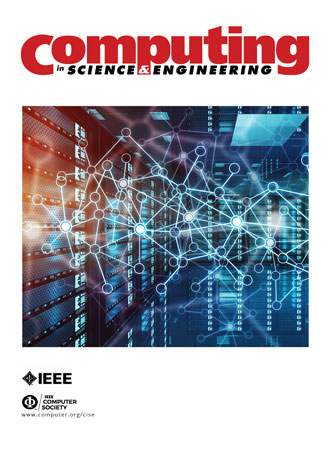 Computing
in SCIENCE & ENGINEERING
IEEE
IEEE
COMPUTER
SOCIETY
www.computer.org/cise